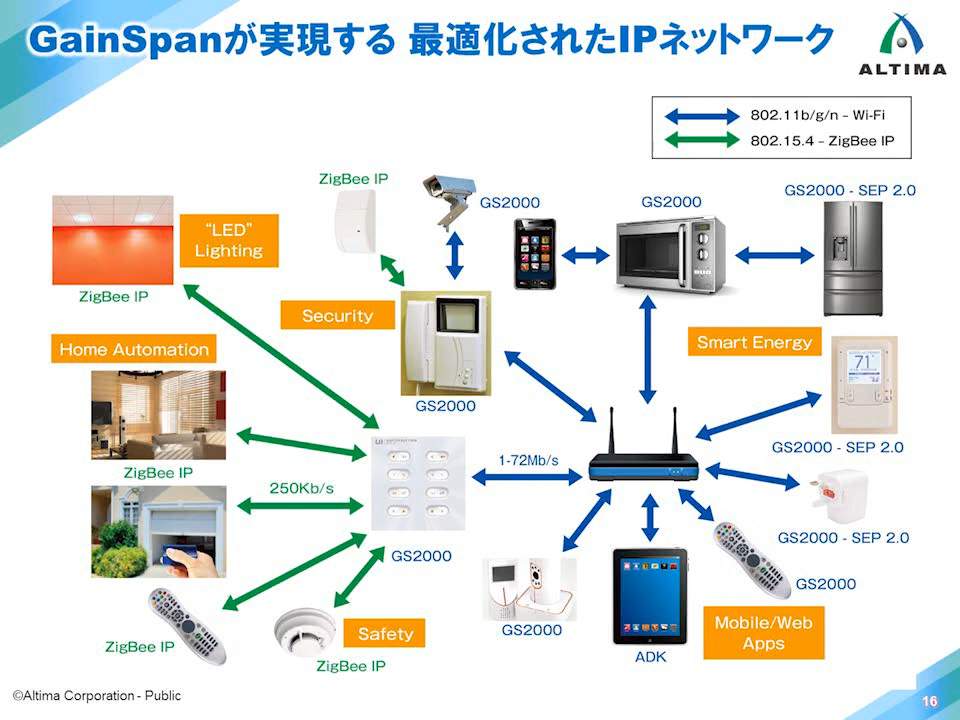 GainSpanが実現する 最適化されたIPネットワーク
ALTIMA
802.11b/g/n – Wi-Fi
802.15.4 – ZigBee IP
ZigBee IP
GS2000
GS2000
GS2000 - SEP 2.0
“LED”
Lighting
ZigBee IP
Security
Home Automation
Smart Energy
71°
GS2000
GS2000 - SEP 2.0
ZigBee IP
1-72Mb/s
250Kb/s
GS2000
GS2000 - SEP 2.0
GS2000
GS2000
Mobile/Web
Apps
Safety
ZigBee IP
ZigBee IP
ADK
©Altima Corporation - Public
16